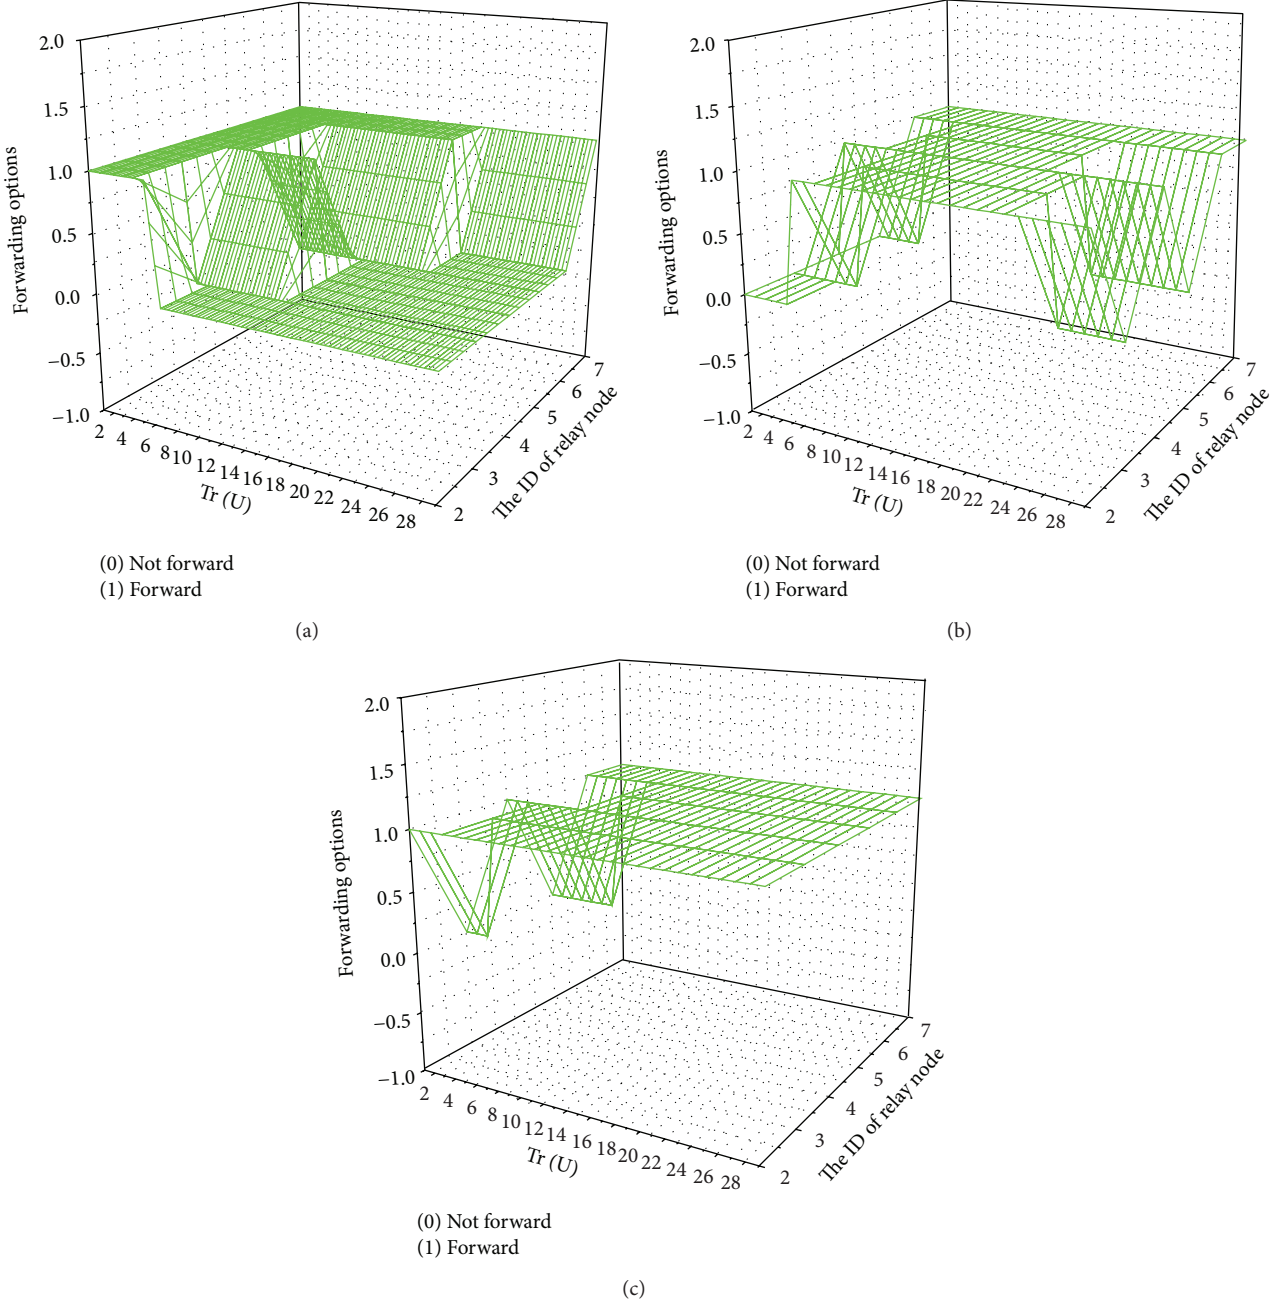 2.0
1.5
1.0
0.5
0.0
−0.5
−1.0
Forwarding options
2 4 6 8 10 12 14 16 18 20 22 24 26 28
Tr (U)
2 3 4 5 6 7
The ID of relay node
(0) Not forward
(1) Forward
(a)
2.0
1.5
1.0
0.5
0.0
−0.5
−1.0
Forwarding options
2 4 6 8 10 12 14 16 18 20 22 24 26 28
Tr (U)
2 3 4 5 6 7
The ID of relay node
(0) Not forward
(1) Forward
(b)
2.0
1.5
1.0
0.5
0.0
−0.5
−1.0
Forwarding options
2 4 6 8 10 12 14 16 18 20 22 24 26 28
Tr (U)
2 3 4 5 6 7
The ID of relay node
(0) Not forward
(1) Forward
(c)